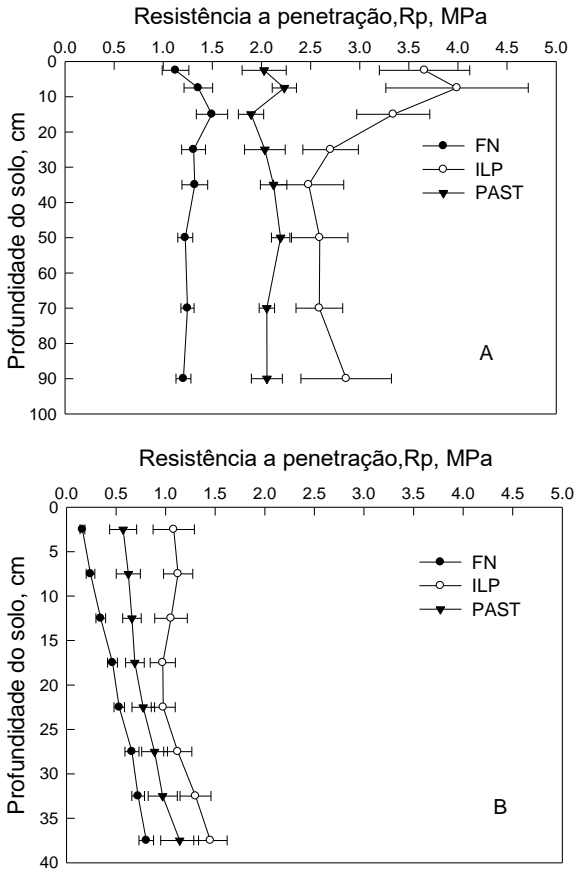 Resistência a penetração,Rp, MPa
0.0 0.5 1.0 1.5 2.0 2.5 3.0 3.5 4.0 4.5 5.0
Profundidade do solo, cm
0
10
20
30
40
50
60
70
80
90
100
FN
ILP
PAST
A
Resistência a penetração,Rp, MPa
0.0 0.5 1.0 1.5 2.0 2.5 3.0 3.5 4.0 4.5 5.0
Profundidade do solo, cm
0
5
10
15
20
25
30
35
40
FN
ILP
PAST
B